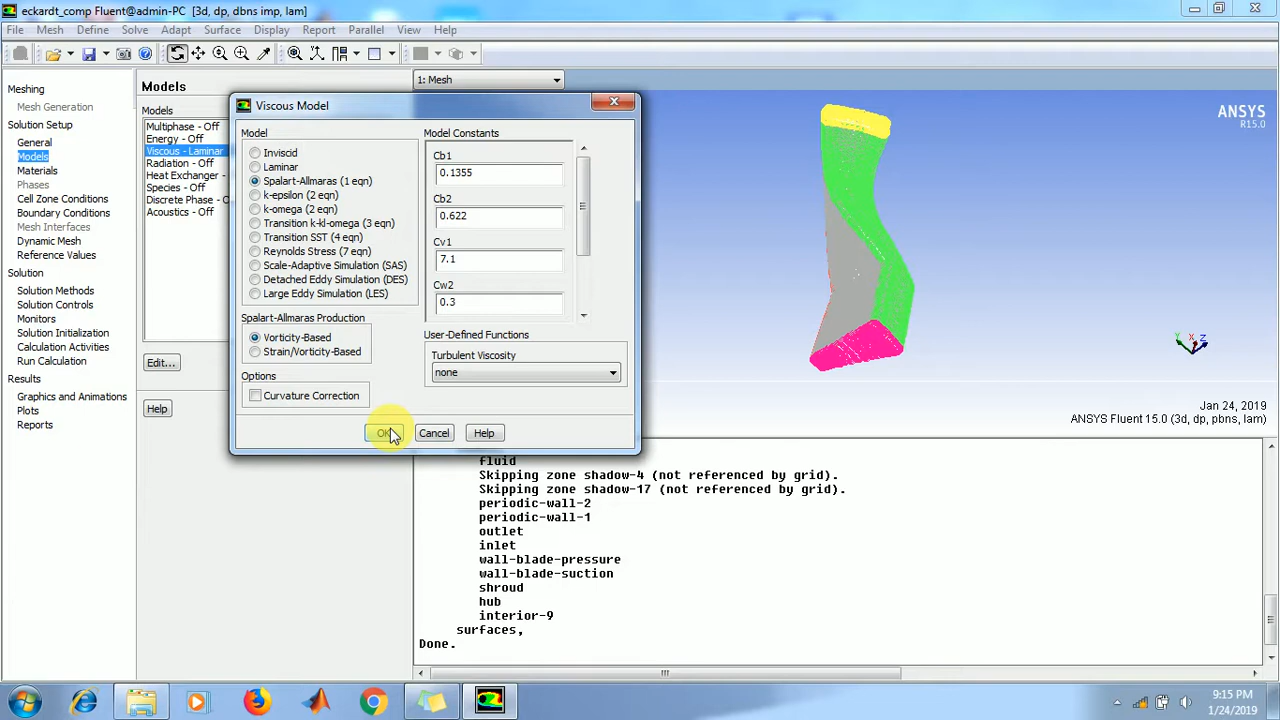 eckardt_comp Fluent@admin-PC [3d, dp, dbns imp, lam]
File Mesh Define Solve Adapt Surface Display Report Parallel View Help
Meshing
Mesh Generation
Solution Setup
General
Models
Materials
Phases
Cell Zone Conditions
Boundary Conditions
Mesh Interfaces
Dynamic Mesh
Reference Values
Solution
Solution Methods
Solution Controls
Monitors
Solution Initialization
Calculation Activities
Run Calculation
Results
Graphics and Animations
Plots
Reports
Models
Models
Multiphase - Off
Energy - Off
Viscous - Laminar
Radiation - Off
Heat Exchanger -
Species - Off
Discrete Phase -
Acoustics - Off
Edit...
Help
1: Mesh
Viscous Model
Model
Inviscid
Laminar
Spalart-Allmaras (1 eqn)
k-epsilon (2 eqn)
k-omega (2 eqn)
Transition k-kl-omega (3 eqn)
Transition SST (4 eqn)
Reynolds Stress (7 eqn)
Scale-Adaptive Simulation (SAS)
Detached Eddy Simulation (DES)
Large Eddy Simulation (LES)
Spalart-Allmaras Production
Vorticity-Based
Strain/Vorticity-Based
Options
Curvature Correction
Model Constants
Cb1
0.1355
Cb2
0.622
Cv1
7.1
Cw2
0.3
User-Defined Functions
Turbulent Viscosity
none
OK Cancel Help
ANSYS
R15.0
Y X Z
Jan 24, 2019
ANSYS Fluent 15.0 (3d, dp, pbns, lam)
fluid
Skipping zone shadow-4 (not referenced by grid).
Skipping zone shadow-17 (not referenced by grid).
periodic-wall-2
periodic-wall-1
outlet
inlet
wall-blade-pressure
wall-blade-suction
shroud
hub
interior-9
surfaces,
Done.
9:15 PM
1/24/2019